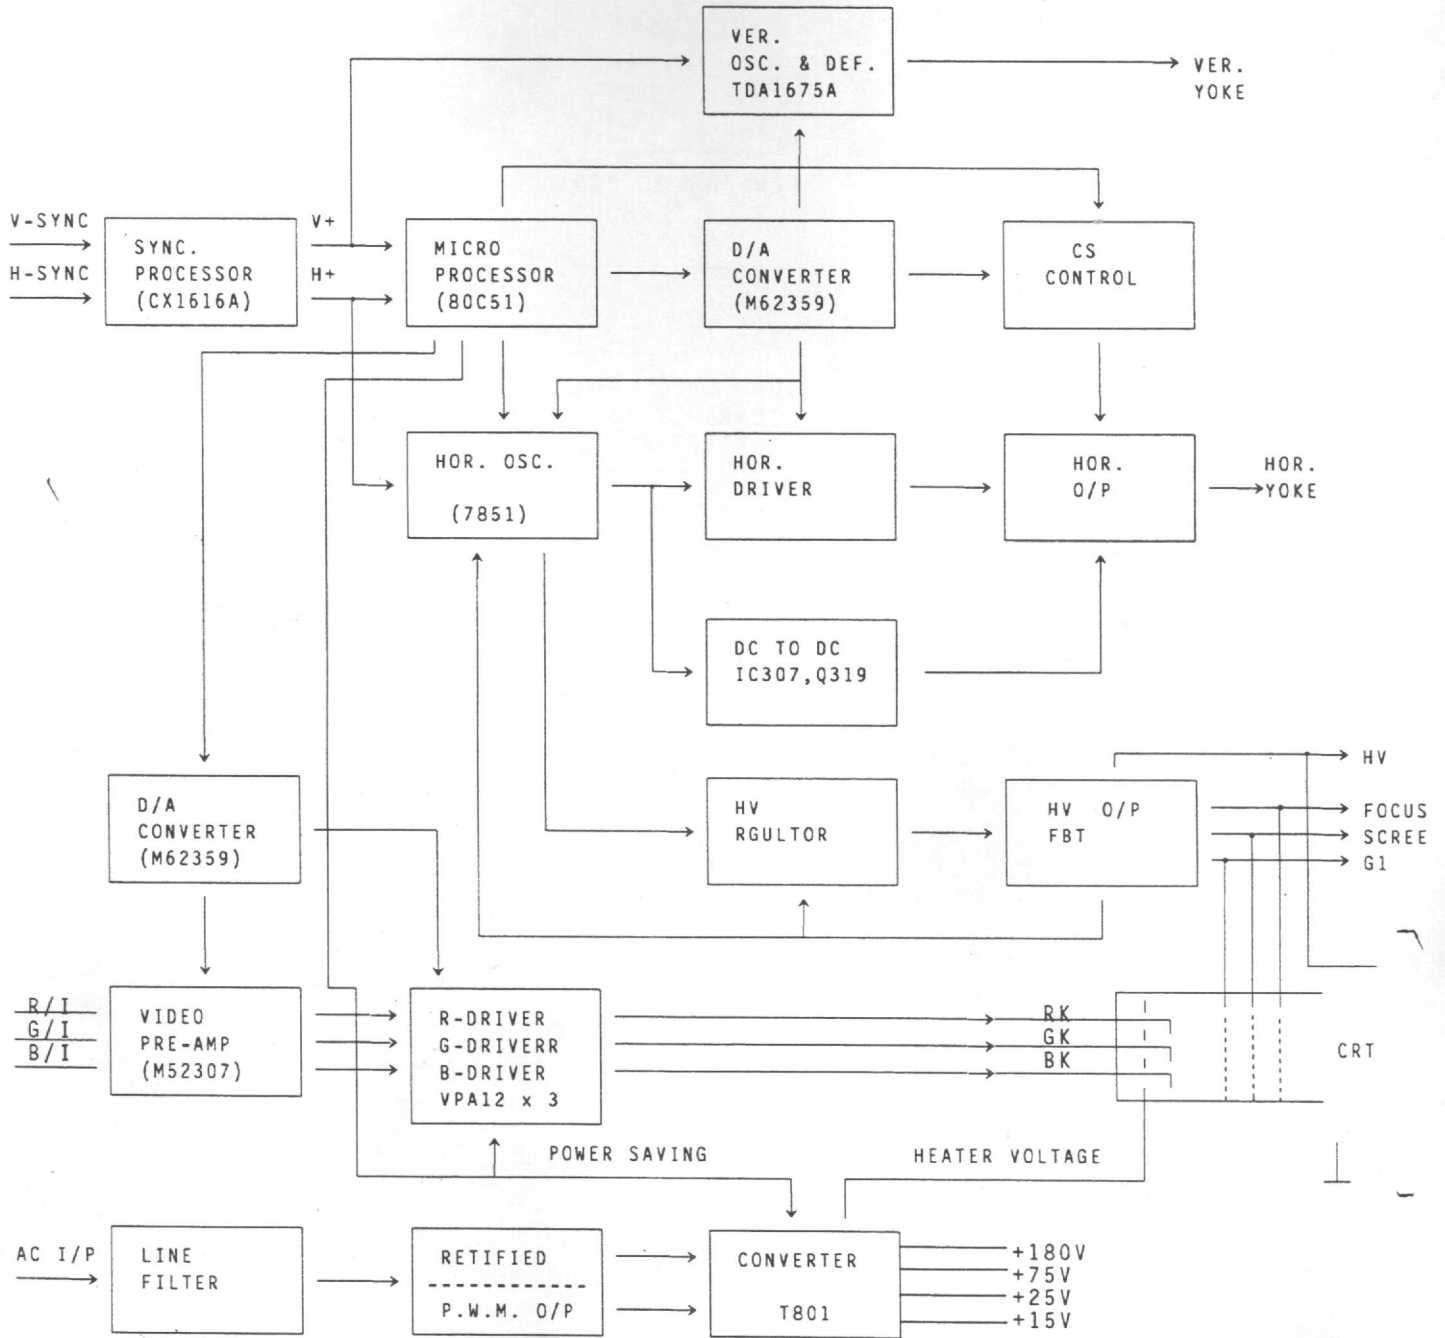 VER.
OSC. & DEF.
TDA1675A
VER.
YOKE
V-SYNC
H-SYNC
SYNC.
PROCESSOR
(CX1616A)
V+
H+
MICRO
PROCESSOR
(80C51)
D/A
CONVERTER
(M62359)
CS
CONTROL
HOR. OSC.
(7851)
HOR.
DRIVER
HOR.
O/P
HOR.
YOKE
DC TO DC
IC307,Q319
D/A
CONVERTER
(M62359)
HV
RGULTOR
HV O/P
FBT
HV
FOCUS
SCREE
G1
R/I
G/I
B/I
VIDEO
PRE-AMP
(M52307)
R-DRIVER
G-DRIVERR
B-DRIVER
VPA12 x 3
RK
GK
BK
CRT
POWER SAVING
HEATER VOLTAGE
AC I/P
LINE
FILTER
RETIFIED
P.W.M. O/P
CONVERTER
T801
+180V
+75V
+25V
+15V